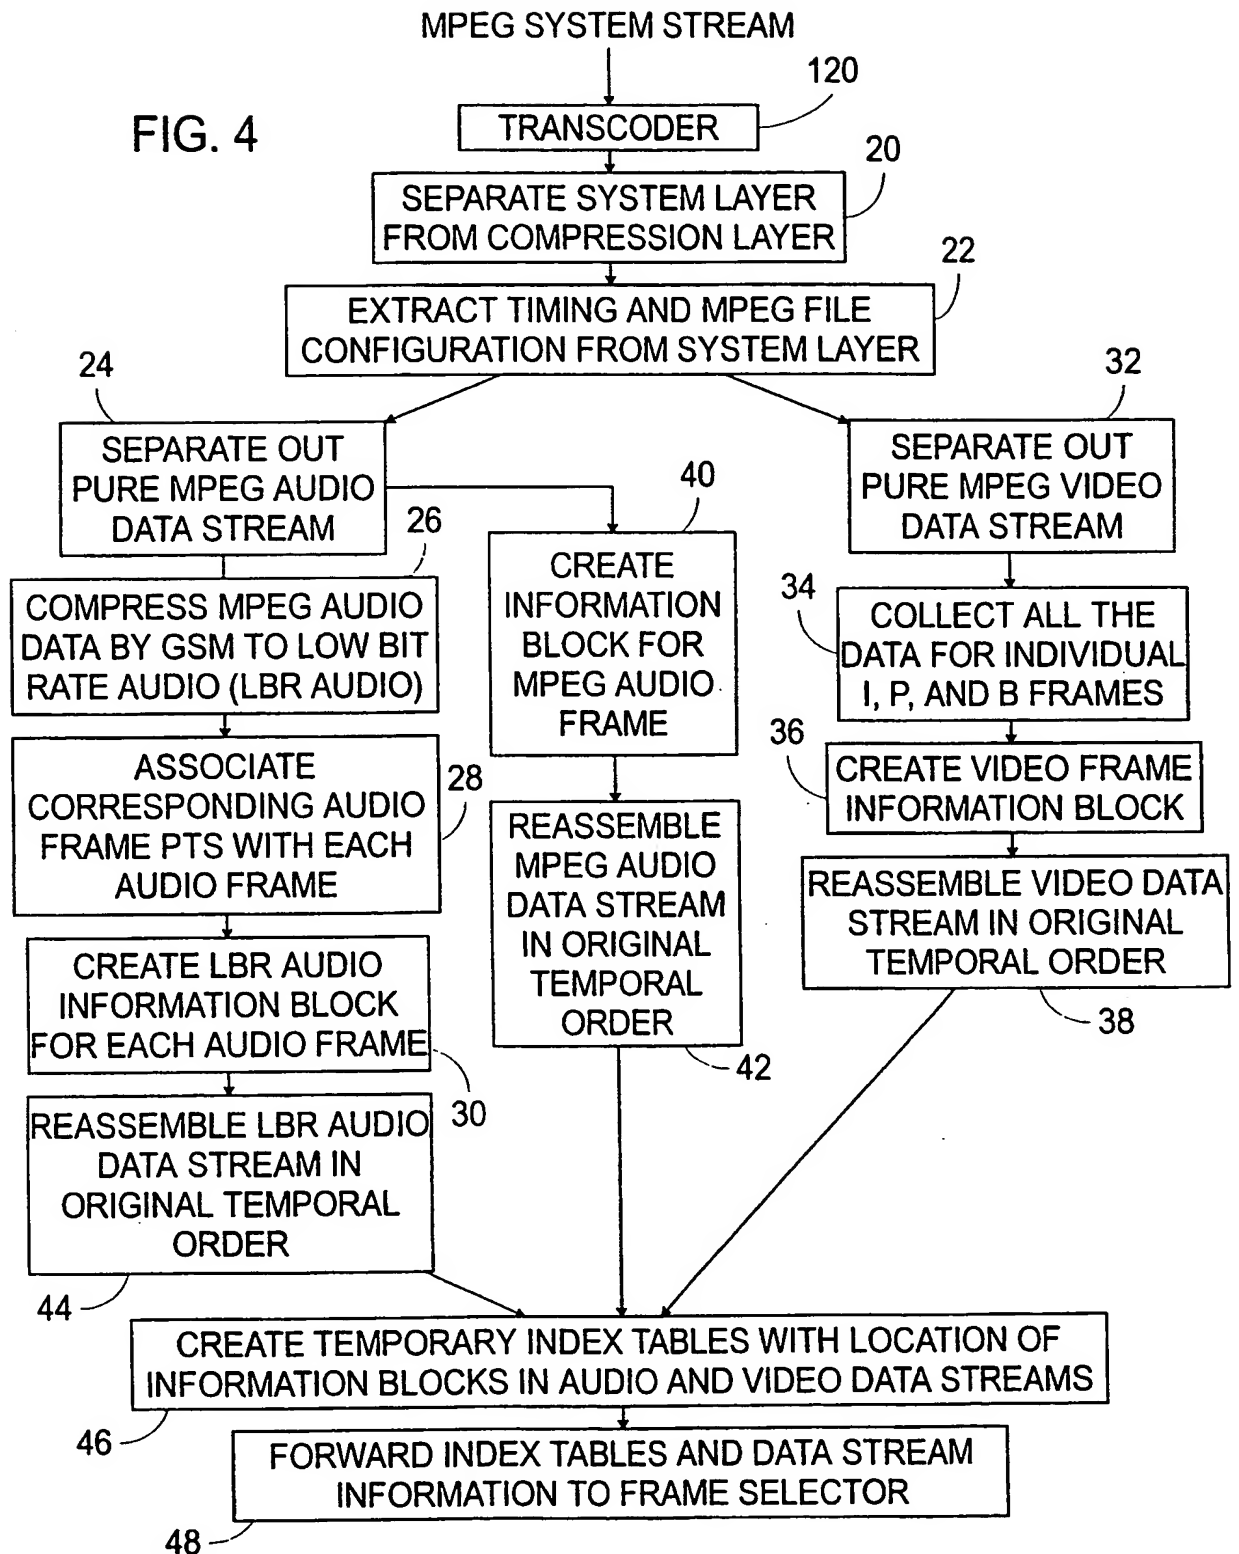 MPEG SYSTEM STREAM
FIG. 4
120
TRANSCODER
20
SEPARATE SYSTEM LAYER
FROM COMPRESSION LAYER
22
EXTRACT TIMING AND MPEG FILE
CONFIGURATION FROM SYSTEM LAYER
24
SEPARATE OUT
PURE MPEG AUDIO
DATA STREAM
26
COMPRESS MPEG AUDIO
DATA BY GSM TO LOW BIT
RATE AUDIO (LBR AUDIO)
ASSOCIATE
CORRESPONDING AUDIO
FRAME PTS WITH EACH
AUDIO FRAME
28
CREATE LBR AUDIO
INFORMATION BLOCK
FOR EACH AUDIO FRAME
30
REASSEMBLE LBR AUDIO
DATA STREAM IN
ORIGINAL TEMPORAL
ORDER
44
40
CREATE
INFORMATION
BLOCK FOR
MPEG AUDIO
FRAME
REASSEMBLE
MPEG AUDIO
DATA STREAM
IN ORIGINAL
TEMPORAL
ORDER
42
32
SEPARATE OUT
PURE MPEG VIDEO
DATA STREAM
34
COLLECT ALL THE
DATA FOR INDIVIDUAL
I, P, AND B FRAMES
36
CREATE VIDEO FRAME
INFORMATION BLOCK
REASSEMBLE VIDEO DATA
STREAM IN ORIGINAL
TEMPORAL ORDER
38
CREATE TEMPORARY INDEX TABLES WITH LOCATION OF
INFORMATION BLOCKS IN AUDIO AND VIDEO DATA STREAMS
46
FORWARD INDEX TABLES AND DATA STREAM
INFORMATION TO FRAME SELECTOR
48